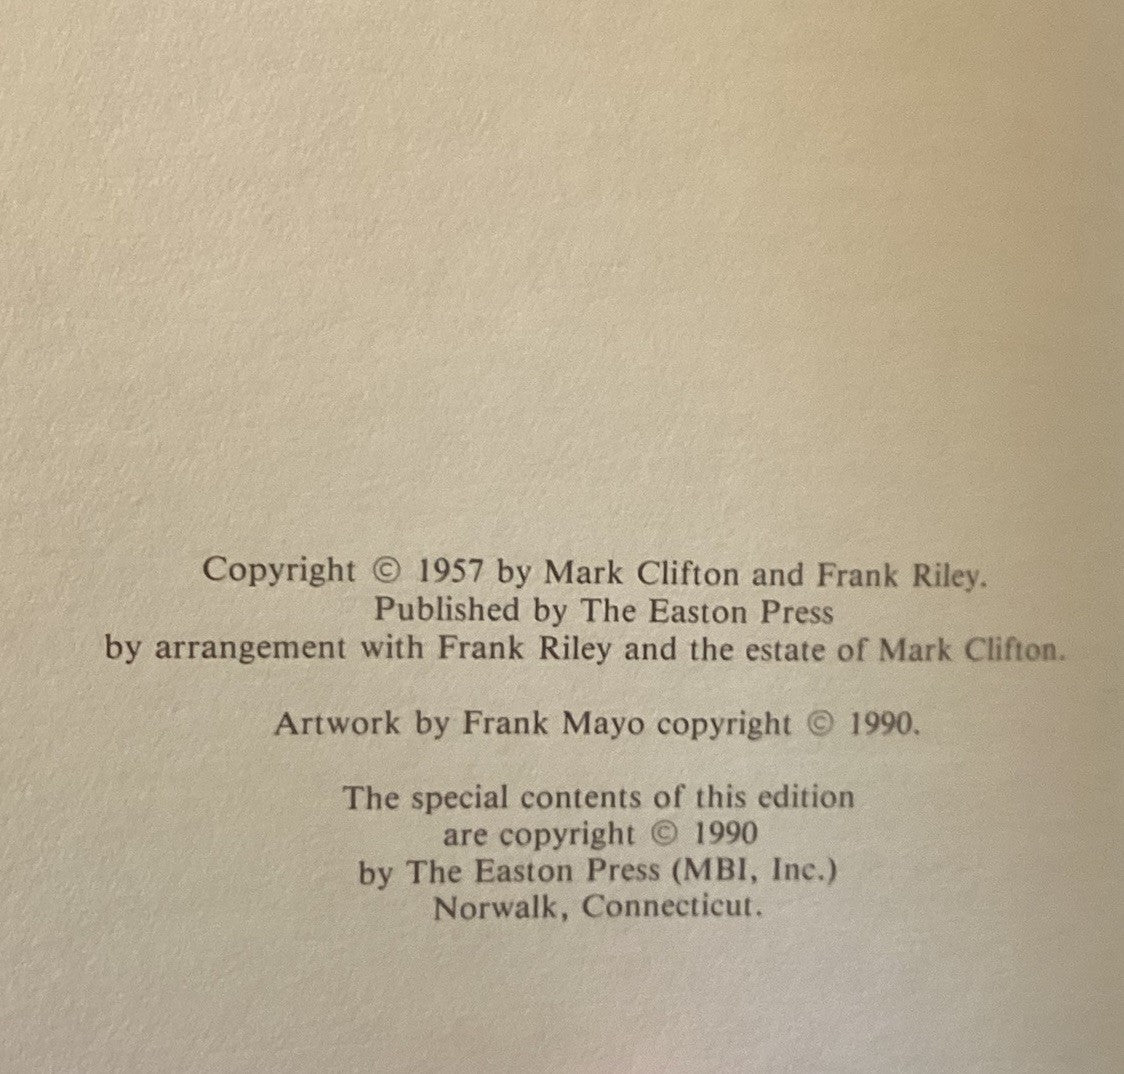 Copyright © 1957 by Mark Clifton and Frank Riley.
Published by The Easton Press
by arrangement with Frank Riley and the estate of Mark Clifton.
Artwork by Frank Mayo copyright © 1990.
The special contents of this edition
are copyright © 1990
by The Easton Press (MBI, Inc.)
Norwalk, Connecticut.